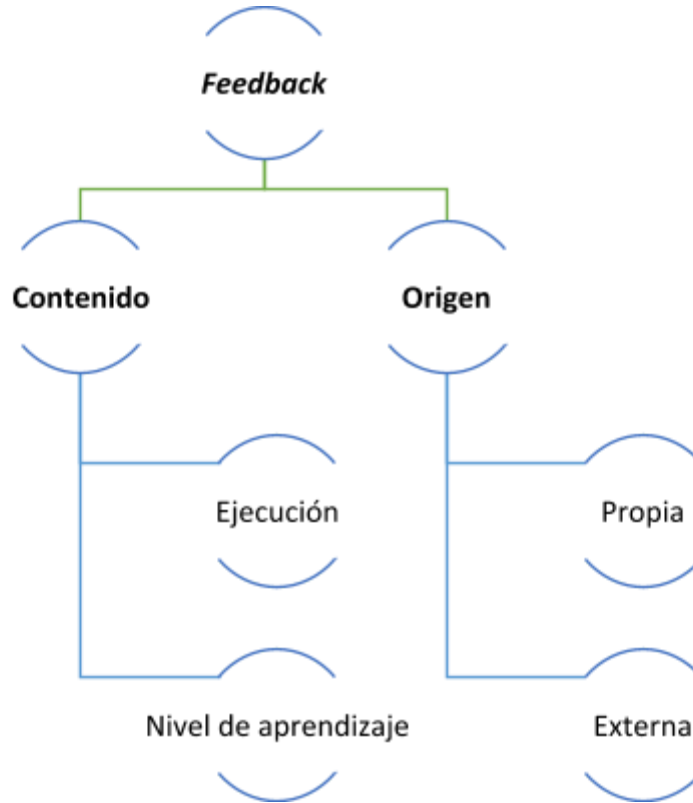 Feedback
Contenido
Origen
Ejecución
Propia
Nivel de aprendizaje
Externa